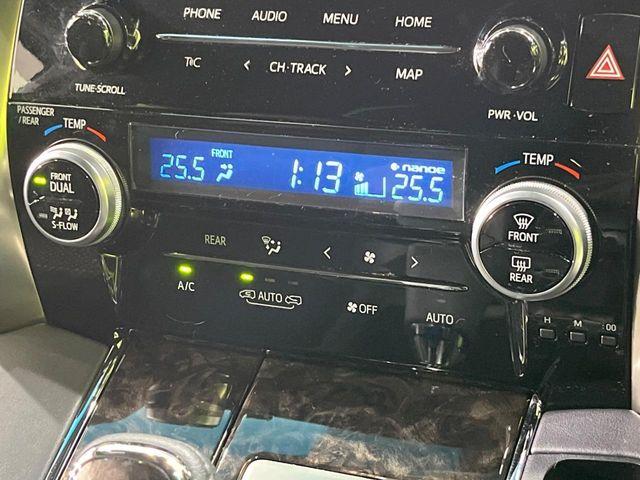 PHONE AUDIO MENU HOME
T·C < CH·TRACK > MAP
TUNE·SCROLL
PWR·VOL
PASSENGER
/REAR
TEMP
FRONT
25.5 1:13 nanoe 25.5
TEMP
FRONT
DUAL
S-FLOW
FRONT
REAR
REAR < >
A/C
AUTO
OFF
AUTO
H M :00